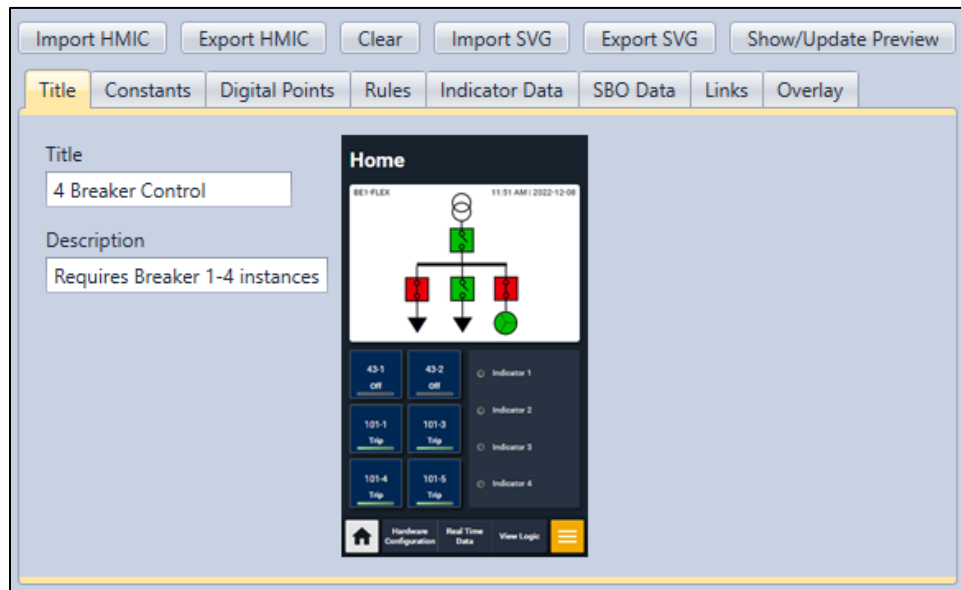 Import HMIC Export HMIC Clear Import SVG Export SVG Show/Update Preview
Title Constants Digital Points Rules Indicator Data SBO Data Links Overlay
Title
4 Breaker Control
Description
Requires Breaker 1-4 instances
Home
BE1-FLEX 11:51 AM | 2022-12-08
43-1 43-2 Indicator 1
Off Off
Indicator 2
101-1 101-3
Trip Trip Indicator 3
101-4 101-5 Indicator 4
Trip Trip
Hardware Real Time View Logic
Configuration Data